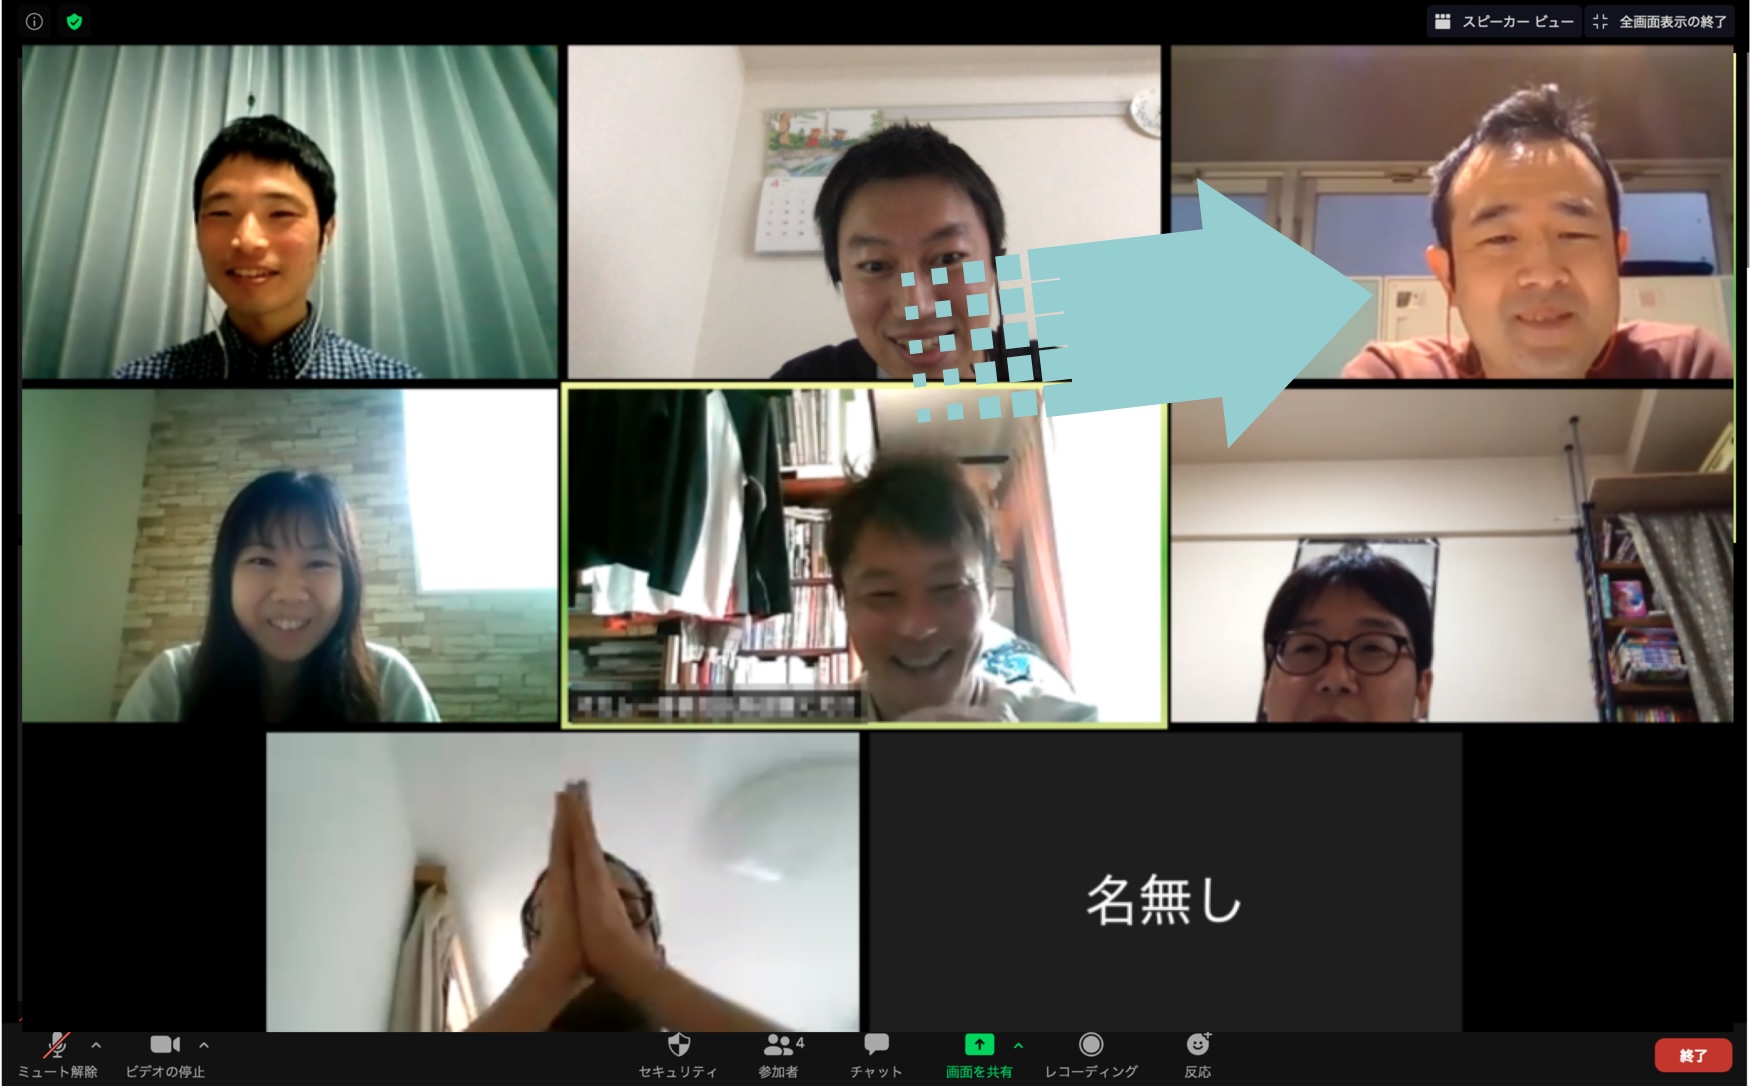 スピーカー ビュー
全画面表示の終了
名無し
ミュート解除
ビデオの停止
セキュリティ
4
参加者
チャット
画面を共有
レコーディング
反応
終了